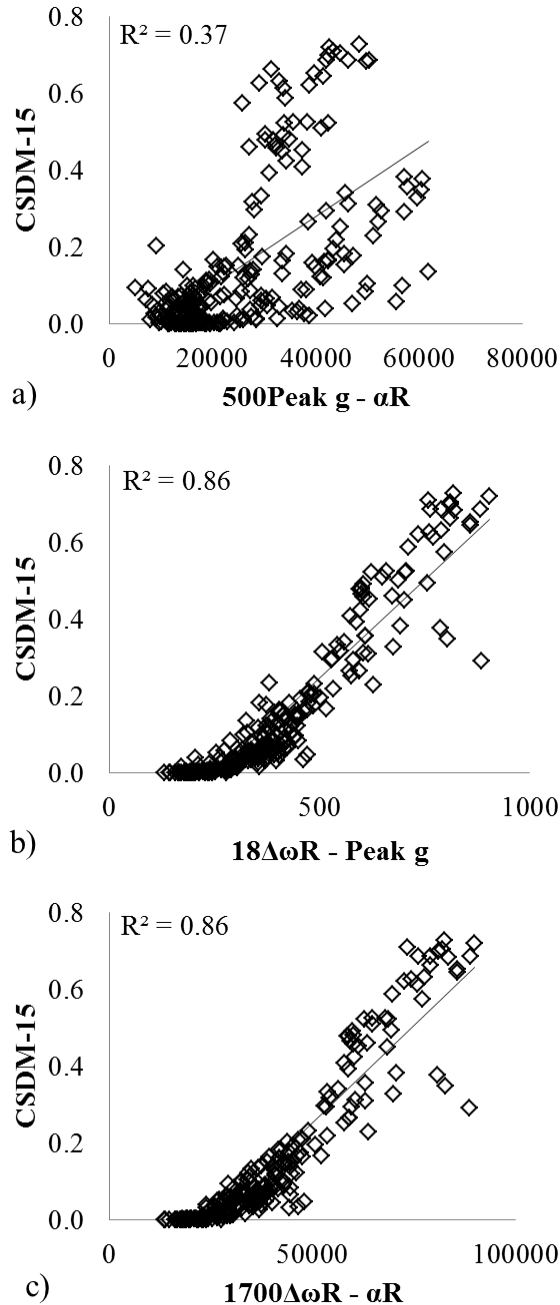 0.8
R² = 0.37
0.6
CSDM-15
0.4
0.2
0.0
0 20000 40000 60000 80000
a) 500Peak g - αR
0.8
R² = 0.86
0.6
CSDM-15
0.4
0.2
0.0
0 500 1000
b) 18ΔωR - Peak g
0.8
R² = 0.86
0.6
CSDM-15
0.4
0.2
0.0
0 50000 100000
c) 1700ΔωR - αR